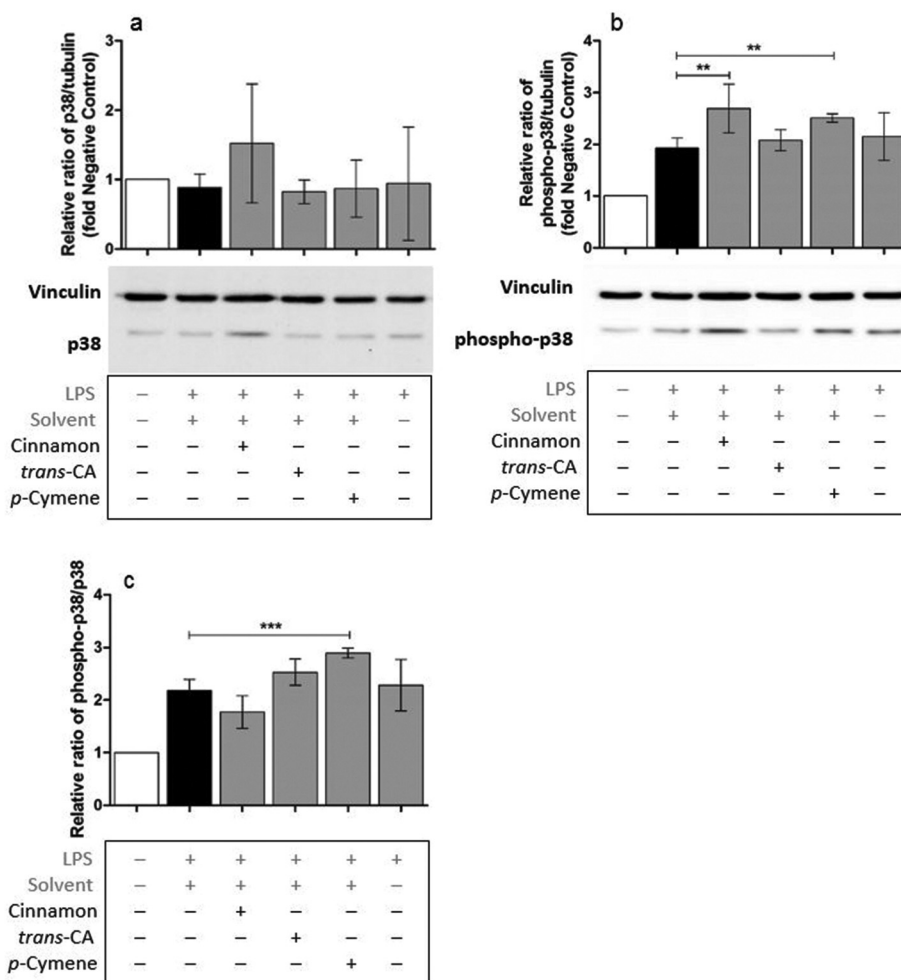 a
Relative ratio of p38/tubulin
(fold Negative Control)
3
2
1
0
Vinculin
p38
LPS – + + + + +
Solvent – + + + + –
Cinnamon – – + – – –
trans-CA – – – + – –
p-Cymene – – – – + –
b
Relative ratio of
phospho-p38/tubulin
(fold Negative Control)
4
3
2
1
0
**
**
Vinculin
phospho-p38
LPS – + + + + +
Solvent – + + + + –
Cinnamon – – + – – –
trans-CA – – – + – –
p-Cymene – – – – + –
c
Relative ratio of phospho-p38/p38
4
3
2
1
0
***
LPS – + + + + +
Solvent – + + + + –
Cinnamon – – + – – –
trans-CA – – – + – –
p-Cymene – – – – + –